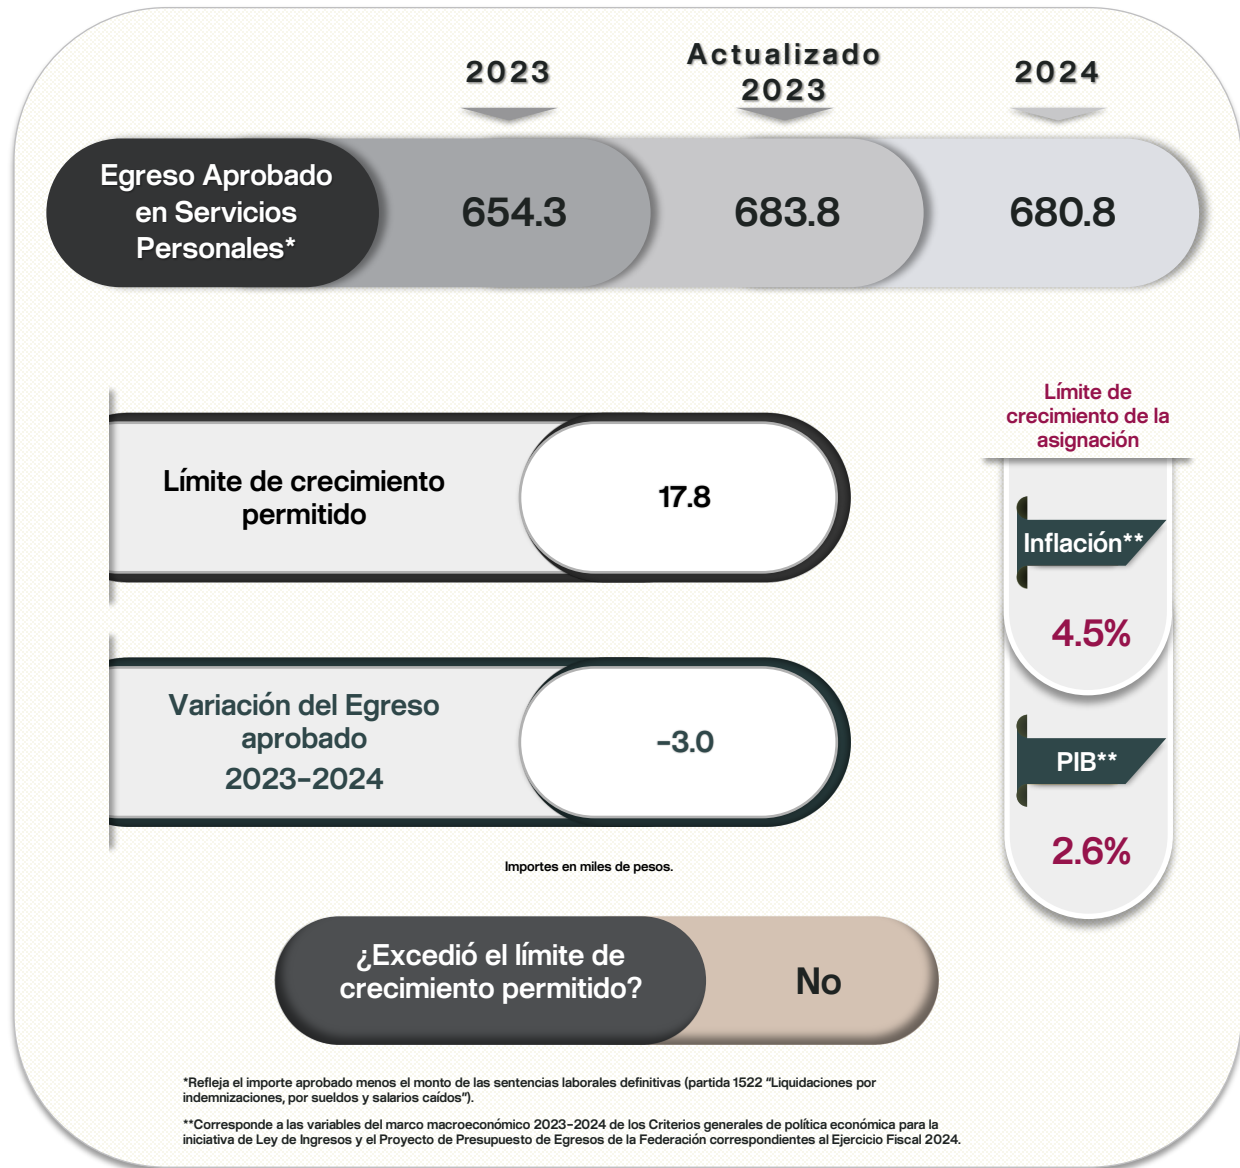 2023
Actualizado
2023
2024
Egreso Aprobado
en Servicios
Personales*
654.3
683.8
680.8
Límite de crecimiento
permitido
17.8
Variación del Egreso
aprobado
2023-2024
-3.0
Importes en miles de pesos.
Límite de
crecimiento de la
asignación
Inflación**
4.5%
PIB**
2.6%
¿Excedió el límite de
crecimiento permitido?
No
*Refleja el importe aprobado menos el monto de las sentencias laborales definitivas (partida 1522 "Liquidaciones por
indemnizaciones, por sueldos y salarios caídos").
**Corresponde a las variables del marco macroeconómico 2023-2024 de los Criterios generales de política económica para la
iniciativa de Ley de Ingresos y el Proyecto de Presupuesto de Egresos de la Federación correspondientes al Ejercicio Fiscal 2024.